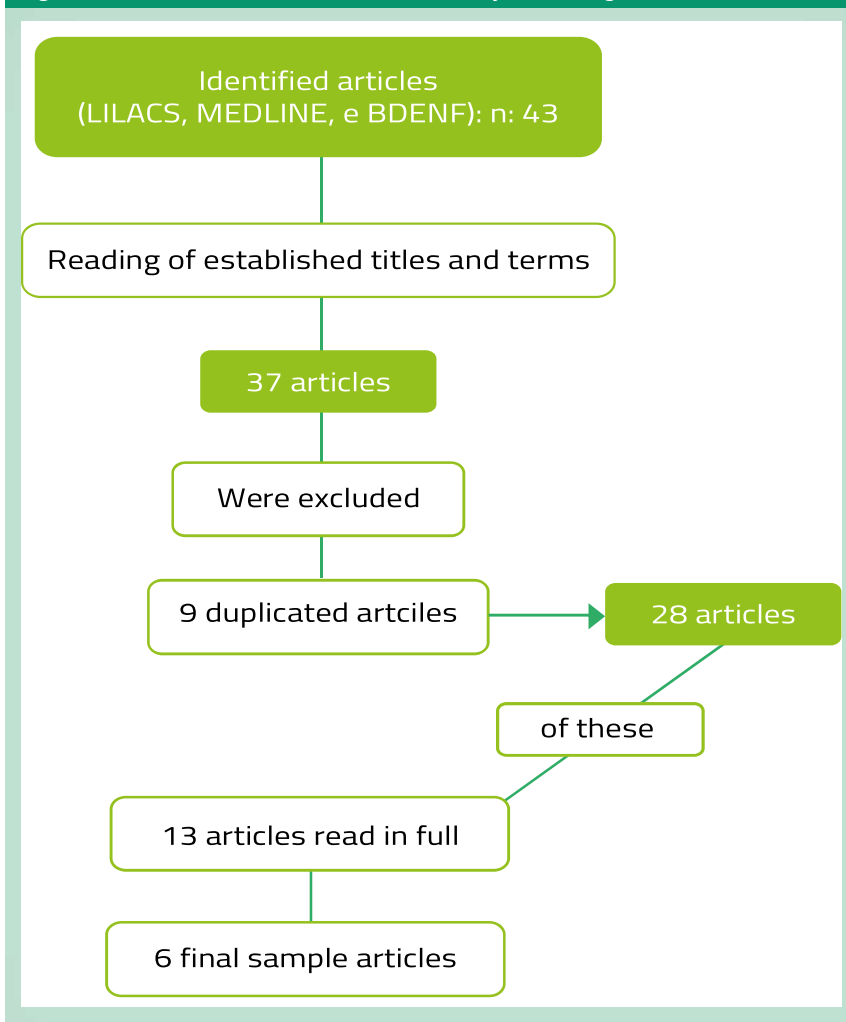 Identified articles
(LILACS, MEDLINE, e BDENF): n: 43
Reading of established titles and terms
37 articles
Were excluded
9 duplicated artciles
28 articles
of these
13 articles read in full
6 final sample articles